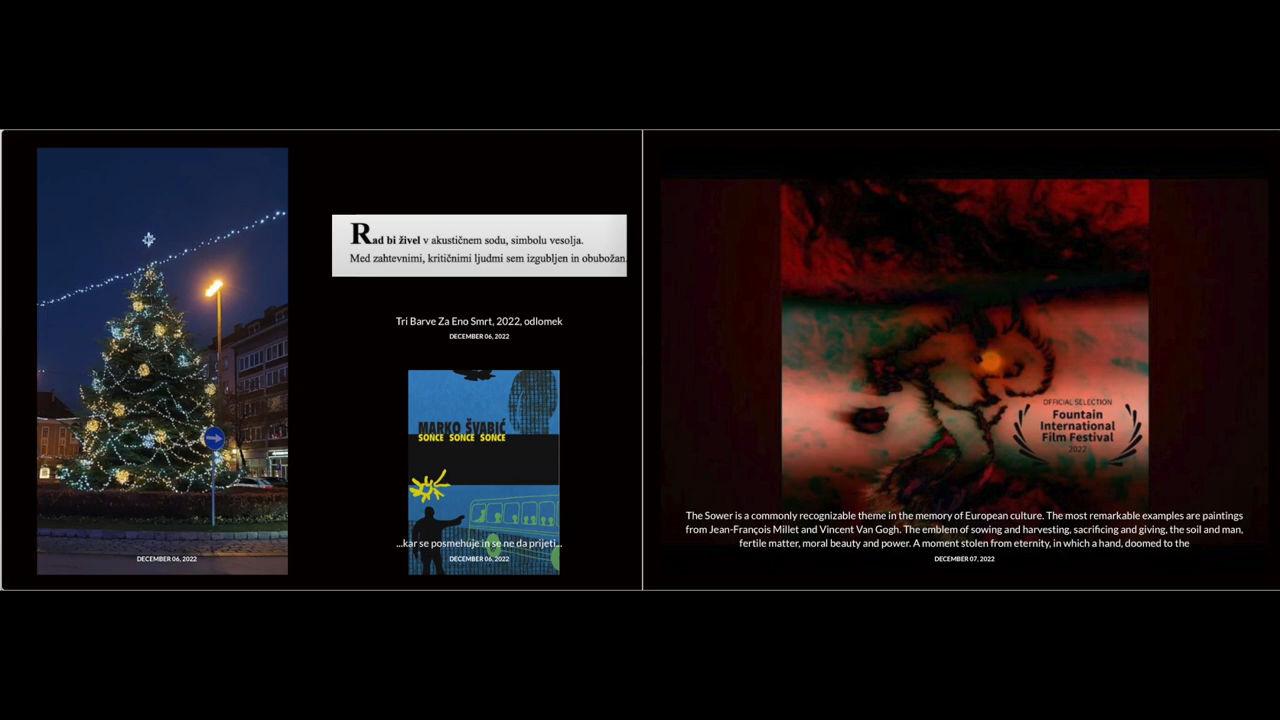 DECEMBER 06, 2022
Rad bi živel v akustičnem sodu, simbolu vesolja.
Med zahtevnimi, kritičnimi ljudmi sem izgubljen in obubožan.
Tri Barve Za Eno Smrt, 2022, odlomek
DECEMBER 06, 2022
MARKO ŠVABIĆ
SONCE SONCE SONCE
...kar se posmehuje in se ne da prijeti...
DECEMBER 06, 2022
OFFICIAL SELECTION
Fountain
International
Film Festival
2022
The Sower is a commonly recognizable theme in the memory of European culture. The most remarkable examples are paintings
from Jean-François Millet and Vincent Van Gogh. The emblem of sowing and harvesting, sacrificing and giving, the soil and man,
fertile matter, moral beauty and power. A moment stolen from eternity, in which a hand, doomed to the
DECEMBER 07, 2022